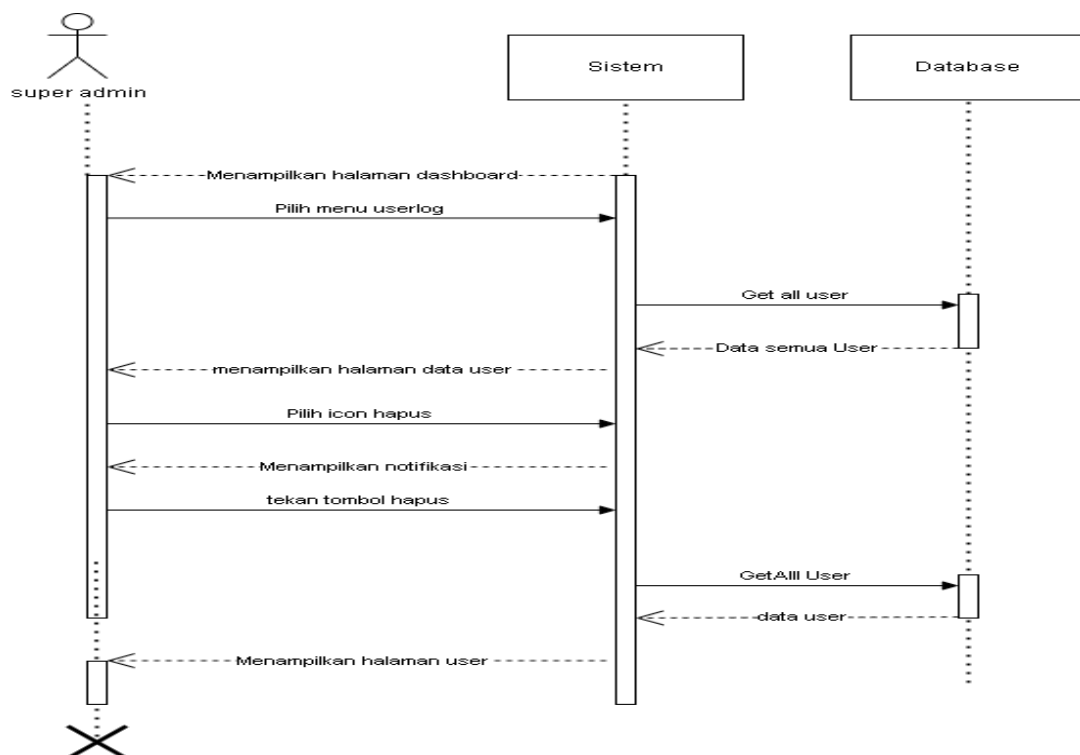 super admin
Sistem
Database
Menampilkan halaman dashboard
Pilih menu userlog
Get all user
Data semua User
menampilkan halaman data user
Pilih icon hapus
Menampilkan notifikasi
tekan tombol hapus
GetAlll User
data user
Menampilkan halaman user